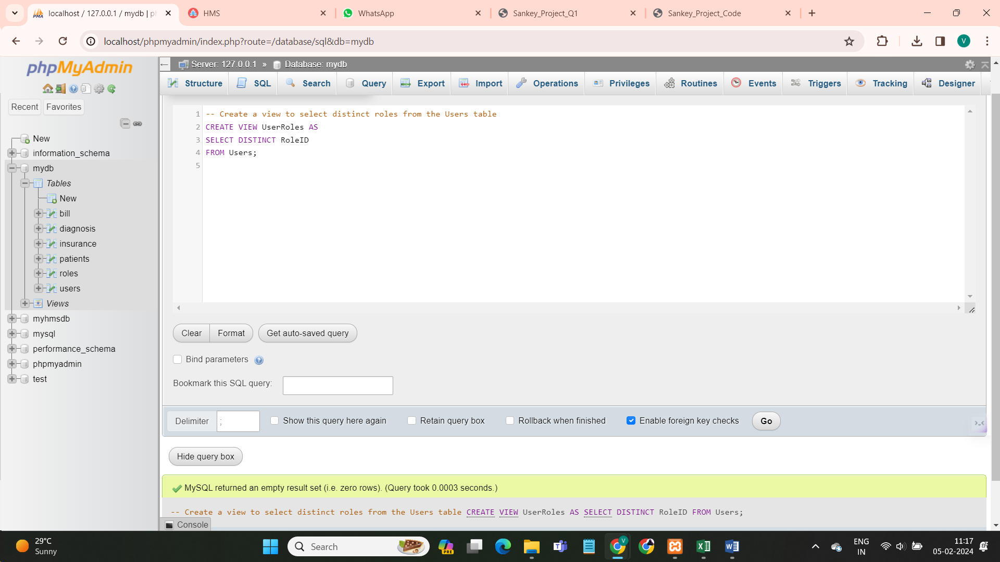 localhost / 127.0.0.1 / mydb | ph
HMS
WhatsApp
Sankey_Project_Q1
Sankey_Project_Code
localhost/phpmyadmin/index.php?route=/database/sql&db=mydb
V
phpMyAdmin
Recent
Favorites
New
information_schema
mydb
Tables
New
bill
diagnosis
insurance
patients
roles
users
Views
myhmsdb
mysql
performance_schema
phpmyadmin
test
Server: 127.0.0.1 » Database: mydb
Structure
SQL
Search
Query
Export
Import
Operations
Privileges
Routines
Events
Triggers
Tracking
Designer
1 -- Create a view to select distinct roles from the Users table
2 CREATE VIEW UserRoles AS
3 SELECT DISTINCT RoleID
4 FROM Users;
5
Clear
Format
Get auto-saved query
Bind parameters
Bookmark this SQL query:
Delimiter ;
Show this query here again
Retain query box
Rollback when finished
Enable foreign key checks
Go
Hide query box
MySQL returned an empty result set (i.e. zero rows). (Query took 0.0003 seconds.)
-- Create a view to select distinct roles from the Users table CREATE VIEW UserRoles AS SELECT DISTINCT RoleID FROM Users;
Console
29°C
Sunny
Search
PRE
V
ENG
IN
11:17
05-02-2024